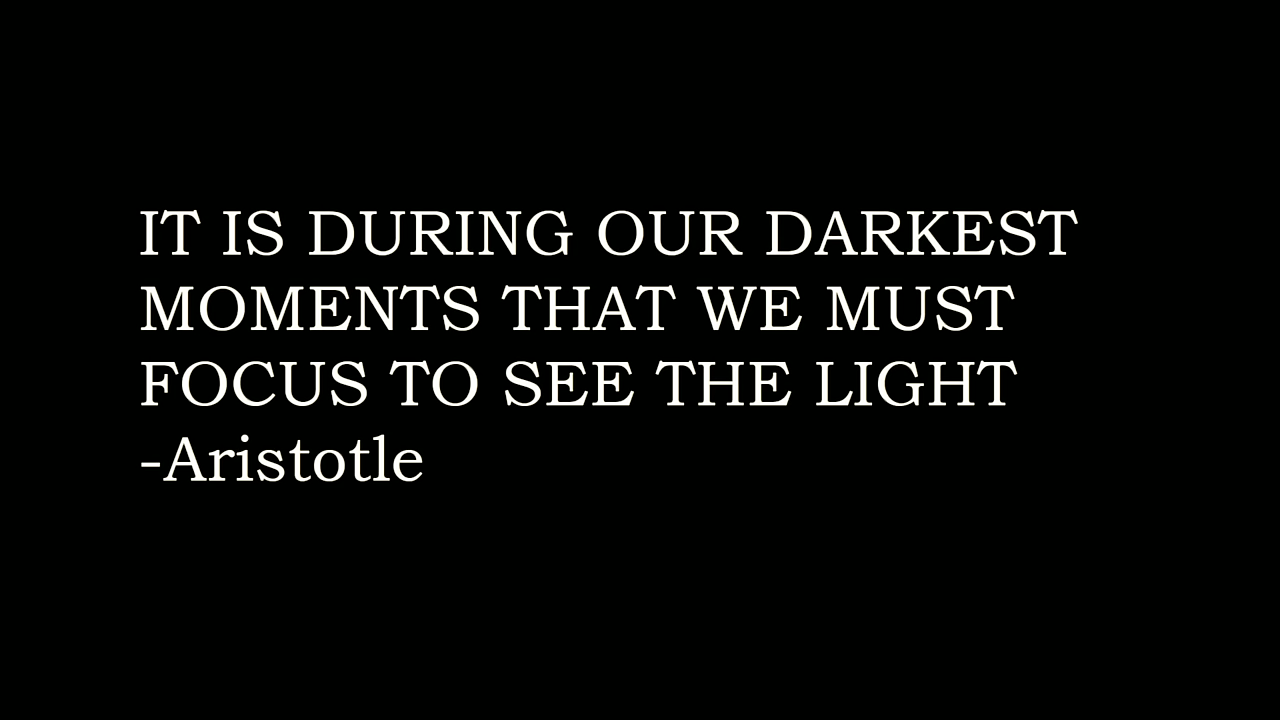 IT IS DURING OUR DARKEST
MOMENTS THAT WE MUST
FOCUS TO SEE THE LIGHT
-Aristotle